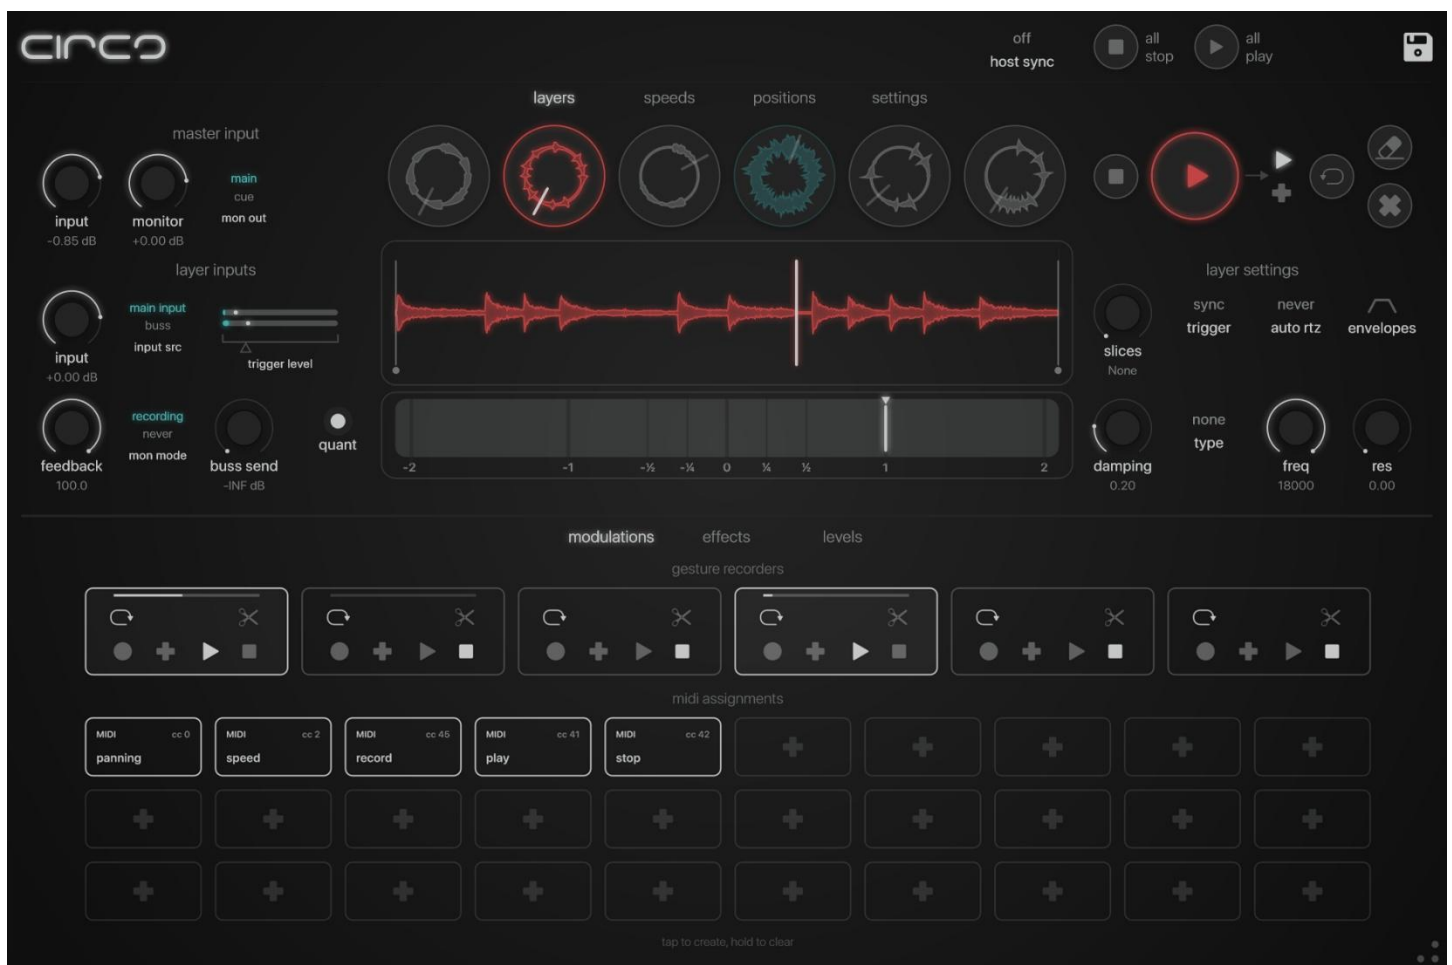 circo
off
host sync
all
stop
all
play
layers speeds positions settings
master input
input
-0.85 dB
monitor
+0.00 dB
main
cue
mon out
layer inputs
input
+0.00 dB
main input
buss
input src
trigger level
feedback
100.0
recording
never
mon mode
buss send
-INF dB
quant
-2 -1 -½ -¼ 0 ¼ ½ 1 2
layer settings
slices
None
sync
trigger
never
auto rtz
envelopes
damping
0.20
none
type
freq
18000
res
0.00
modulations effects levels
gesture recorders
midi assignments
MIDI cc 0
panning
MIDI cc 2
speed
MIDI cc 45
record
MIDI cc 41
play
MIDI cc 42
stop
tap to create, hold to clear